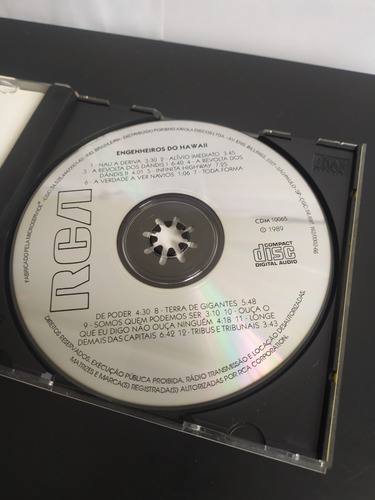 ENGENHEIROS DO HAWAII
1 - NAU A DERIVA 3:30 2 - ALÍVIO IMEDIATO 3:45
3 - A REVOLTA DOS DÂNDIS I 6:40 4 - A REVOLTA DOS
DÂNDIS II 4:01 5 - INFINITA HIGHWAY 7:25
6 - A VERDADE A VER NAVIOS 1:06 7 - TODA FORMA
RCA
CDM 10065
℗ 1989
COMPACT
disc
DIGITAL AUDIO
DE PODER 4:30 8 - TERRA DE GIGANTES 5:48
9 - SOMOS QUEM PODEMOS SER 3:10 10 - OUÇA O
QUE EU DIGO NÃO OUÇA NINGUÉM 4:18 11 - LONGE
DEMAIS DAS CAPITAIS 6:42 12 - TRIBUS E TRIBUNAIS 3:43
FABRICADO PELA MICROSERVICE
DIREITOS RESERVADOS, EXECUÇÃO PÚBLICA PROIBIDA, RÁDIO TRANSMISSÃO E LOCAÇÃO DESAUTORIZADAS.
MATRIZES E MARCA(S) REGISTRADA(S) AUTORIZADAS POR RCA CORPORATION.